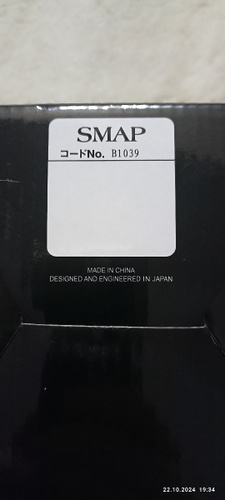 SMAP
コードNo. B1039
MADE IN CHINA
DESIGNED AND ENGINEERED IN JAPAN
22.10.2024 19:34